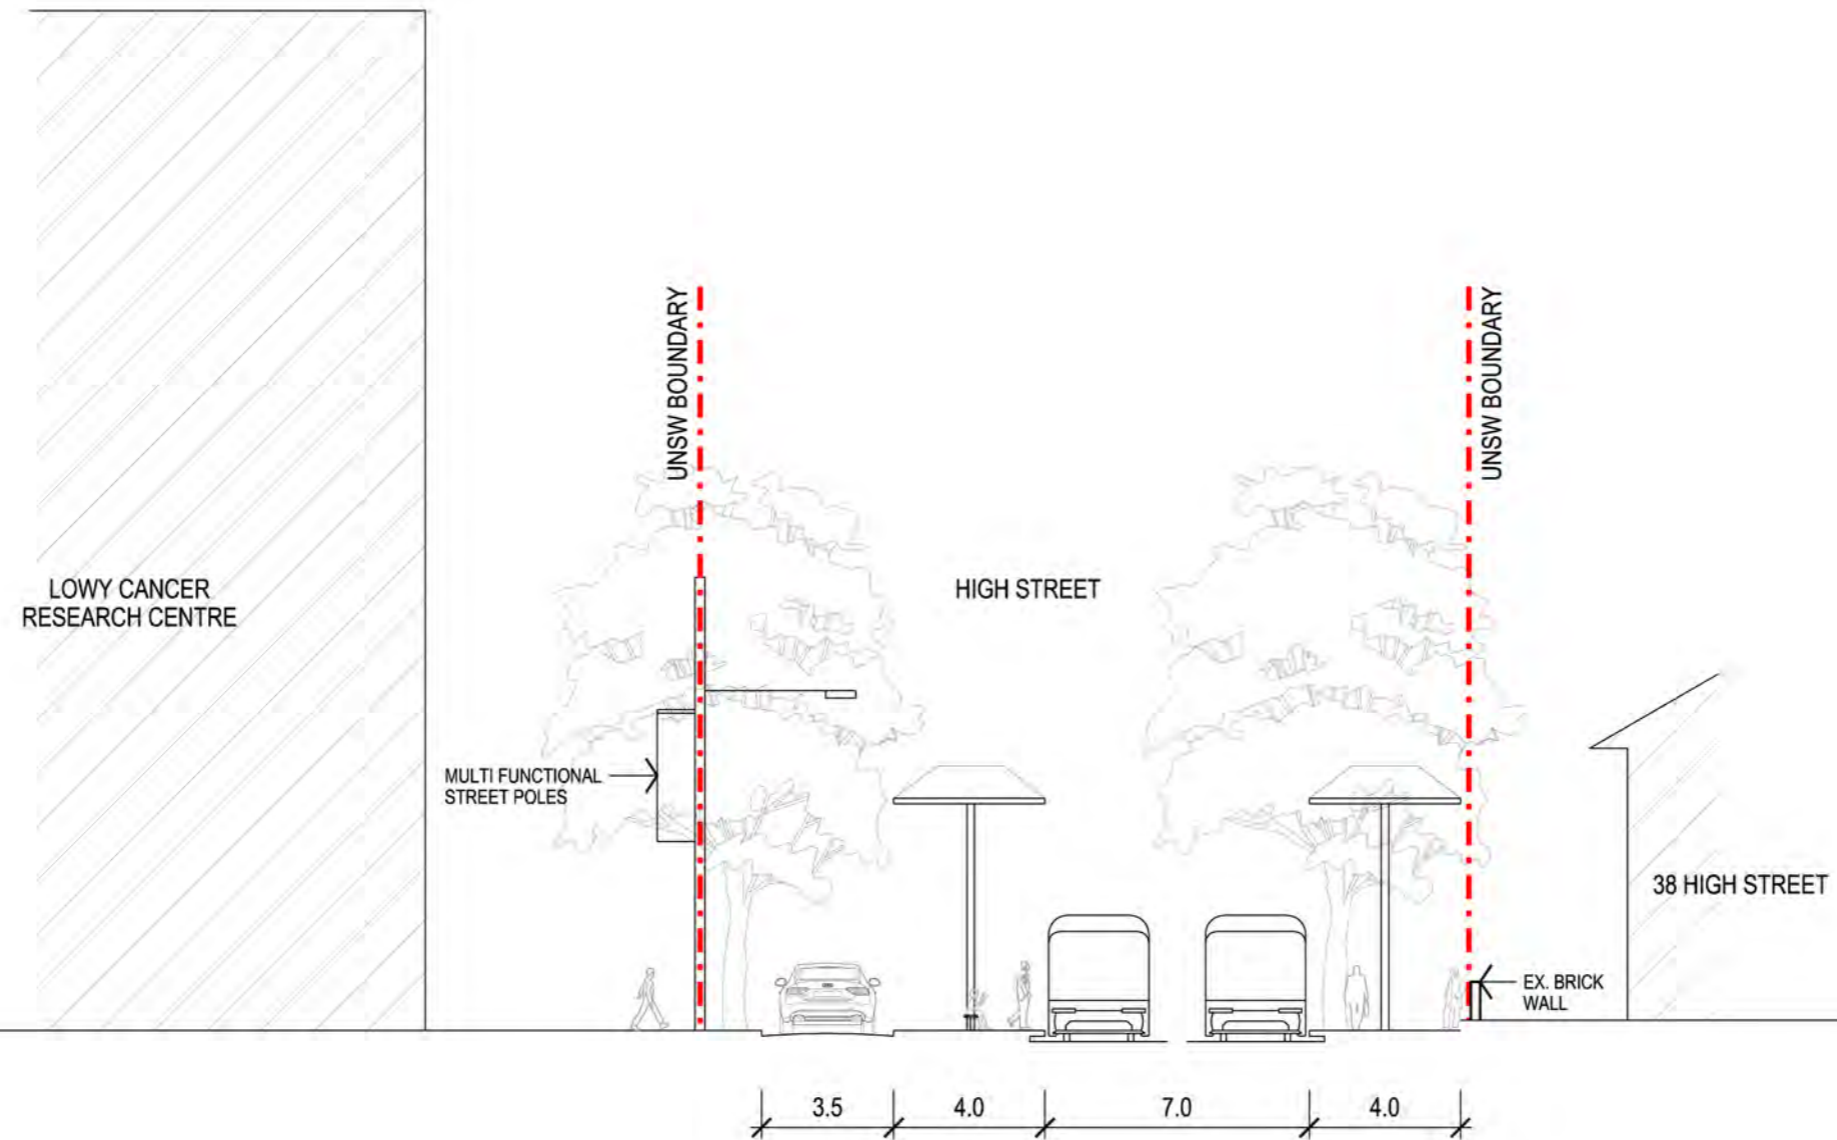 UNSW BOUNDARY
UNSW BOUNDARY
LOWY CANCER
RESEARCH CENTRE
HIGH STREET
MULTI FUNCTIONAL
STREET POLES
38 HIGH STREET
EX. BRICK
WALL
3.5
4.0
7.0
4.0